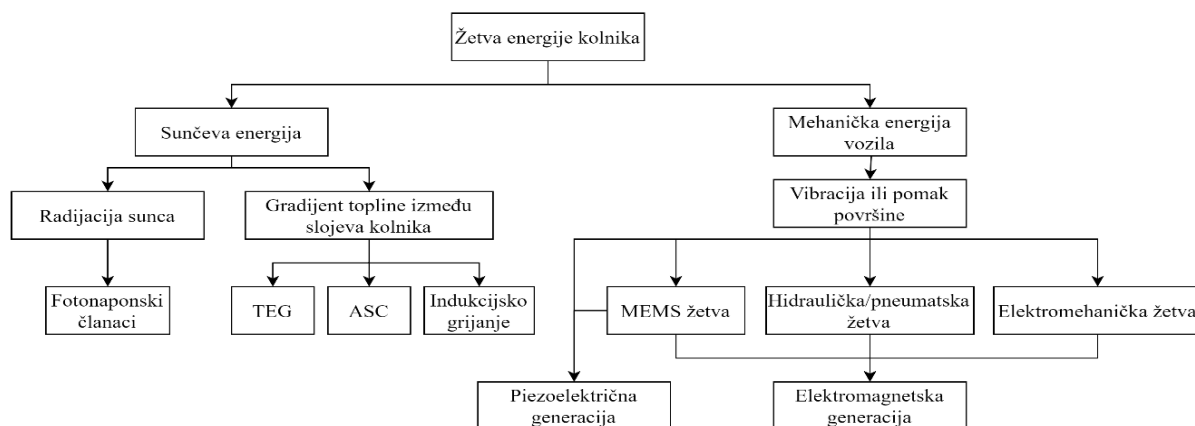 Žetva energije kolnika
Sunčeva energija
Mehanička energija
vozila
Radijacija sunca
Gradijent topline između
slojeva kolnika
Vibracija ili pomak
površine
Fotonaponski
članaci
TEG
ASC
Indukcijsko
grijanje
MEMS žetva
Hidraulička/pneumatska
žetva
Elektromehanička žetva
Piezoelektrična
generacija
Elektromagnetska
generacija